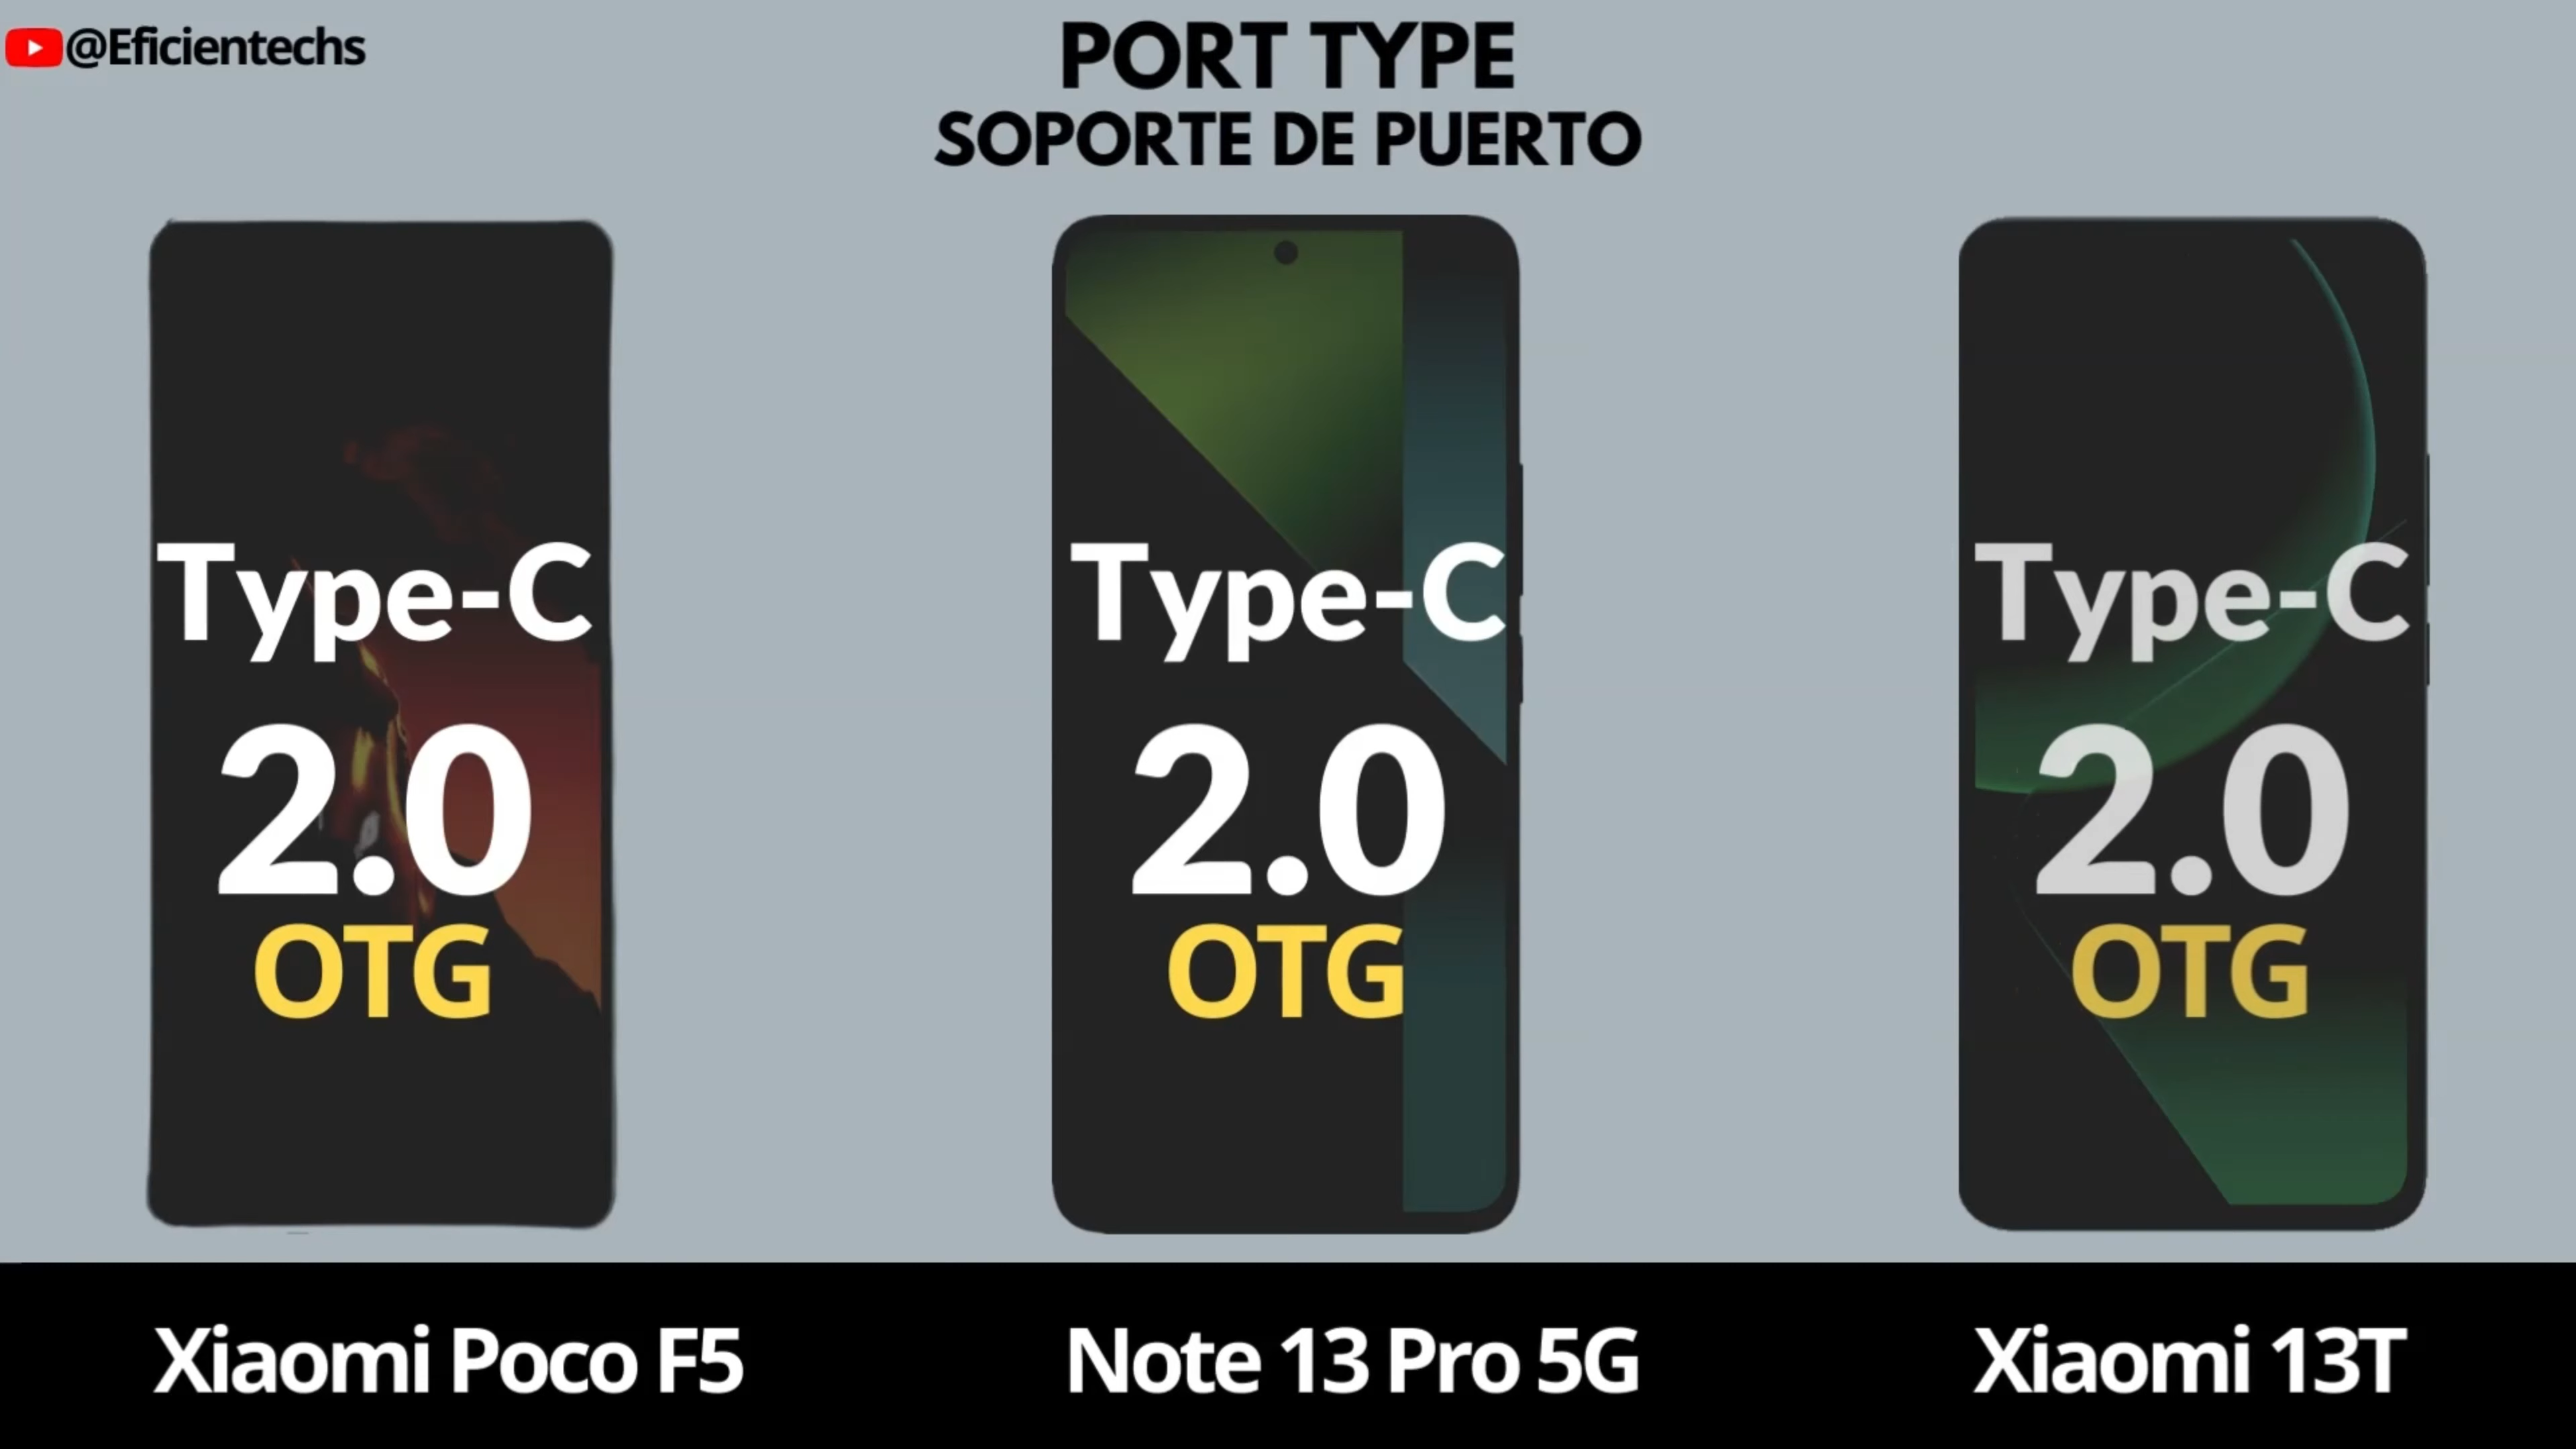 @Eficientechs
PORT TYPE
SOPORTE DE PUERTO
Type-C
2.0
OTG
Type-C
2.0
OTG
Type-C
2.0
OTG
Xiaomi Poco F5
Note 13 Pro 5G
Xiaomi 13T